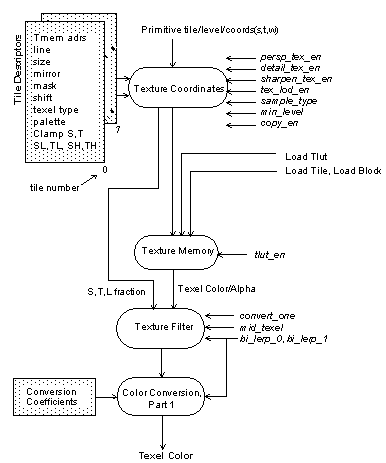 Primitive tile/level/coords(s,t,w)
Tile Descriptors
Tmem adrs
line
size
mirror
mask
shift
texel type
palette
Clamp S,T
SL,TL, SH,TH
7
0
tile number
Texture Coordinates
persp_tex_en
detail_tex_en
sharpen_tex_en
tex_lod_en
sample_type
min_level
copy_en
Load Tlut
Load Tile, Load Block
Texture Memory
tlut_en
S,T,L fraction
Texel Color/Alpha
Texture Filter
convert_one
mid_texel
bi_lerp_0, bi_lerp_1
Conversion
Coefficients
Color Conversion,
Part 1
Texel Color